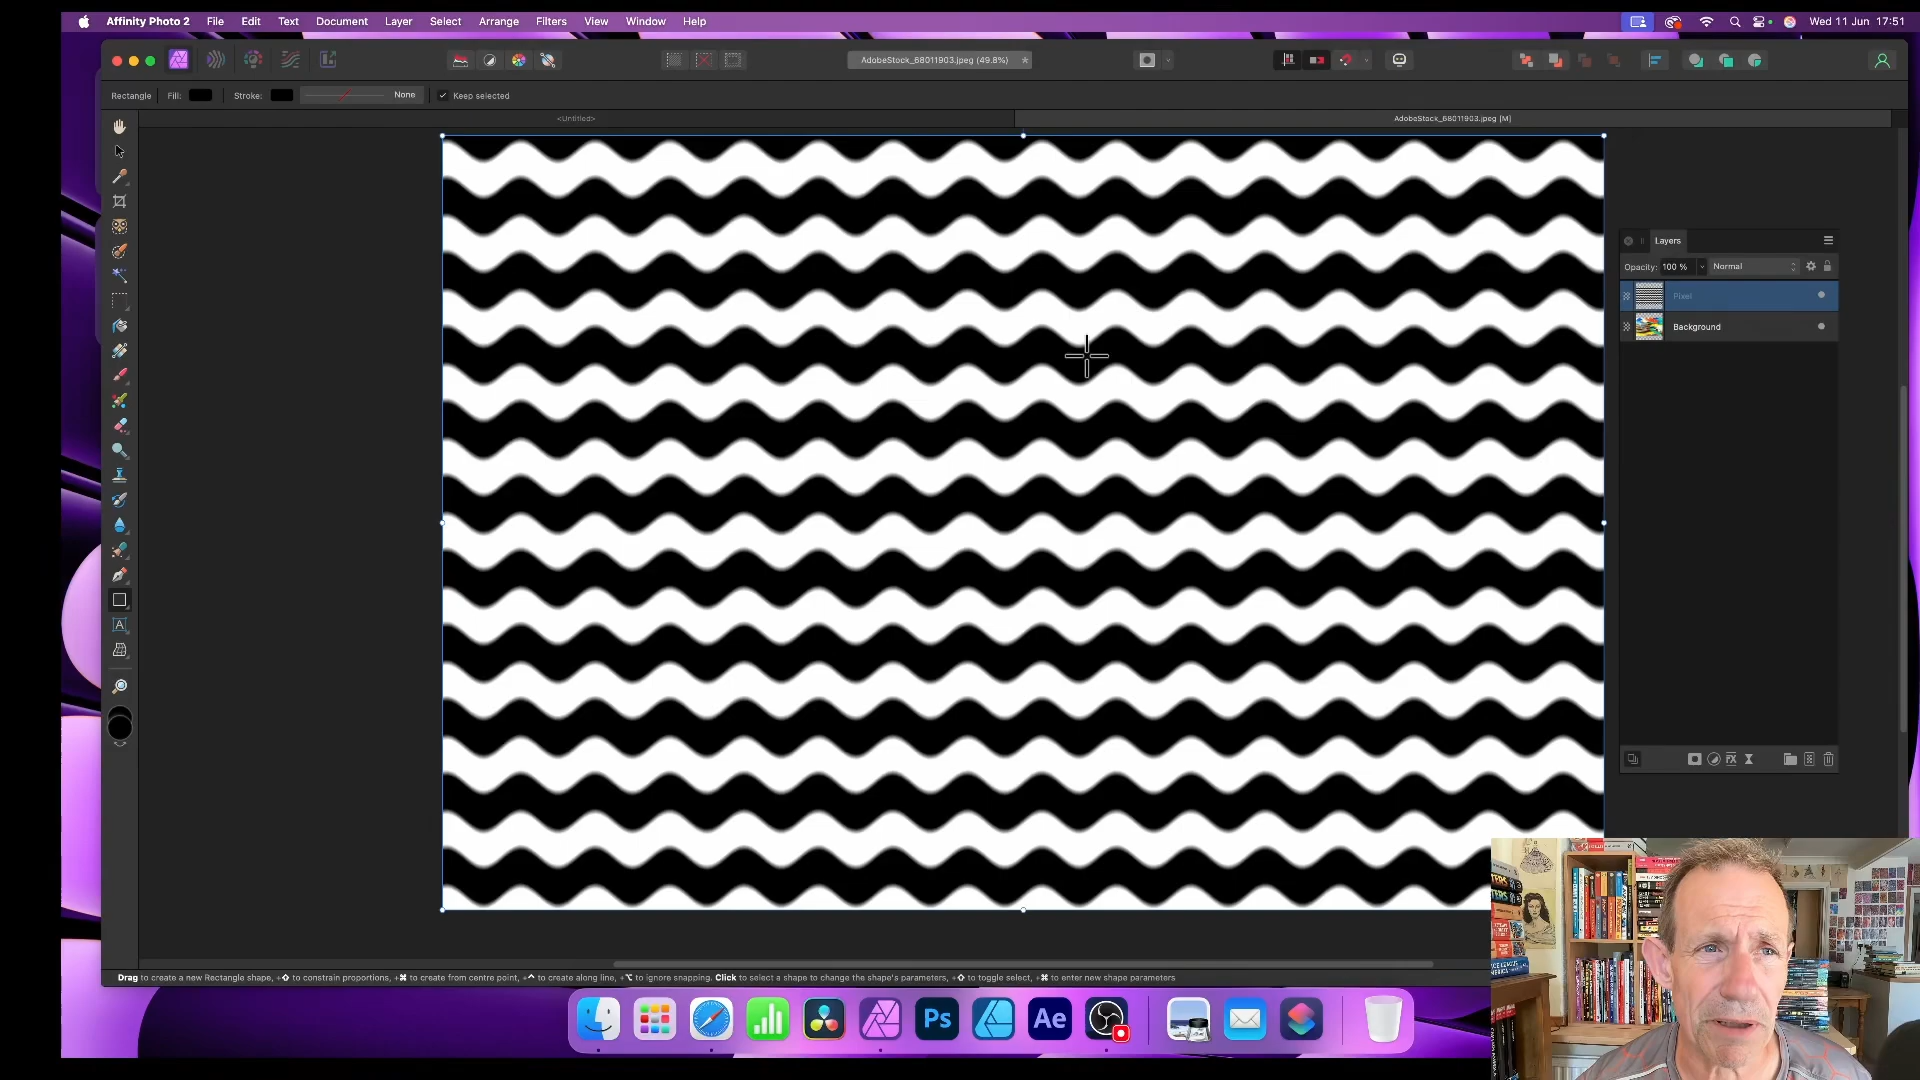 Affinity Photo 2 File Edit Text Document Layer Select Arrange Filters View Window Help Wed 11 Jun 17:51
AdobeStock_68011903.jpeg (49.8%)
Rectangle Fill: Stroke: None Keep selected
<Untitled> AdobeStock_68011903.jpeg [M]
Layers
Opacity: 100 % Normal
Pixel
Background
A
Drag to create a new Rectangle shape, +⇧ to constrain proportions, +⌘ to create from centre point, +⌃ to create along line, +⌥ to ignore snapping. Click to select a shape to change the shape's parameters, +⇧ to toggle select, +⌘ to enter new shape parameters
Ps Ae